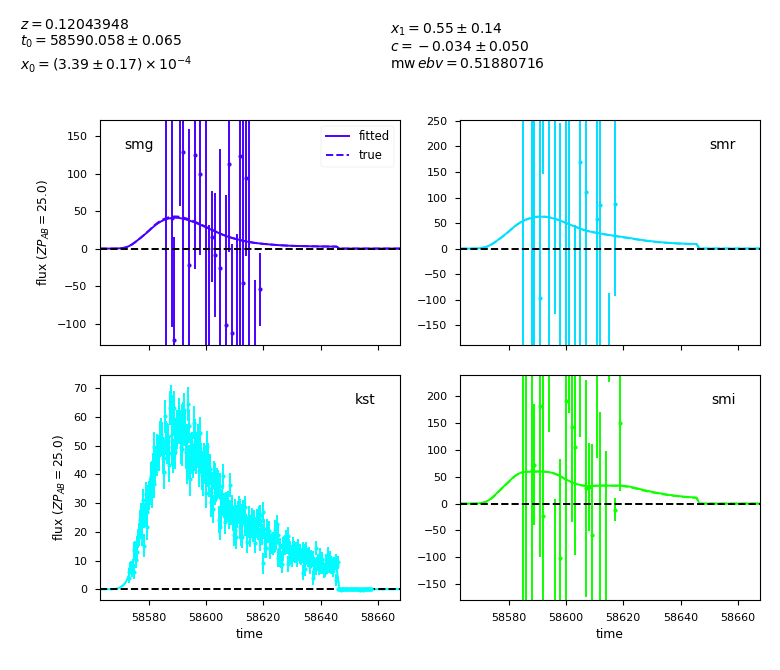 z = 0.12043948
t₀ = 58590.058 ± 0.065
x₀ = (3.39 ± 0.17) × 10⁻⁴
x₁ = 0.55 ± 0.14
c = −0.034 ± 0.050
mw ebv = 0.51880716
smg
fitted
true
150
100
50
0
−50
−100
flux (ZP_AB = 25.0)
smr
250
200
150
100
50
0
−50
−100
−150
kst
70
60
50
40
30
20
10
0
flux (ZP_AB = 25.0)
58580 58600 58620 58640 58660
time
smi
200
150
100
50
0
−50
−100
−150
58580 58600 58620 58640 58660
time